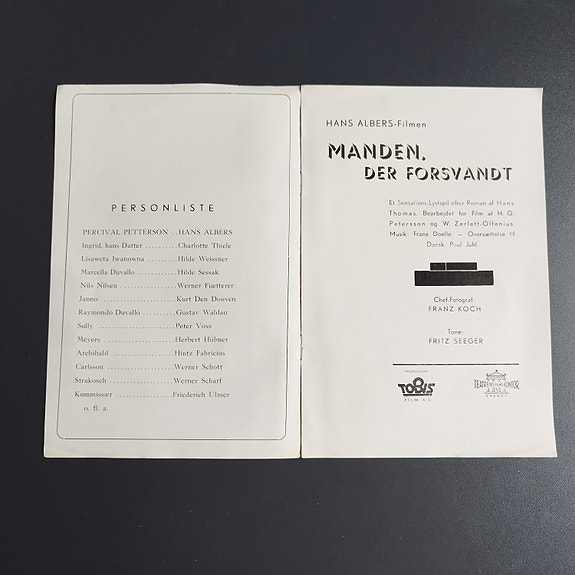 PERSONLISTE
PERCIVAL PETTERSON ..HANS ALBERS
Ingrid, hans Datter ..........Charlotte Thiele
Lisaweta Iwanowna ........Hilde Weissner
Marcella Duvallo ...........Hilde Sessak
Nils Nilsen ................Werner Fuetterer
Janno .....................Kurt Den Douven
Raymondo Duvallo ........Gustav Waldau
Sully ......................Peter Voss
Meyers ...................Herbert Hübner
Archibald .................Hintz Fabricius
Carlsson ..................Werner Schott
Strakosch .................Werner Scharf
Kommissær ...............Friederich Ulmer
o. fl. a.
HANS ALBERS-Filmen
MANDEN,
DER FORSVANDT
Et Sensations-Lystspil efter Roman af Hans
Thomas. Bearbejdet for Film af H. G.
Petersson og W. Zerlett-Olfenius.
Musik: Franz Doelle. — Oversættelse til
Dansk Poul Juhl
Chef-Fotograf:
FRANZ KOCH
Tone:
FRITZ SEEGER
PRODUKTION
TOBIS
FILM A/S